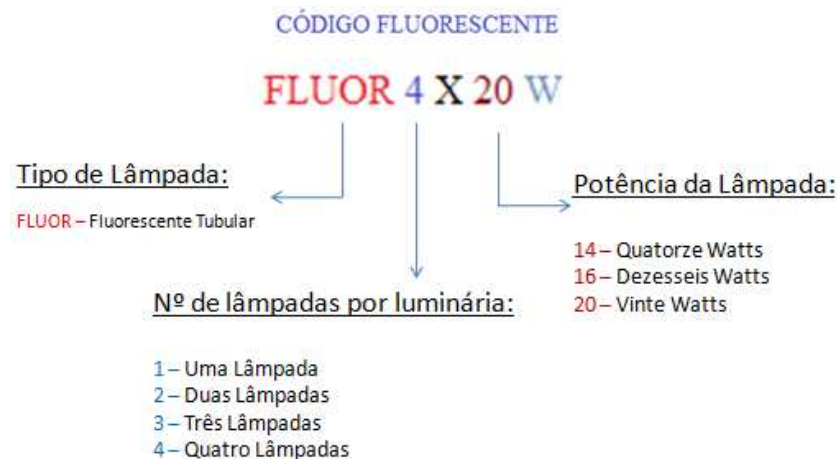 CÓDIGO FLUORESCENTE
FLUOR 4 X 20 W
Tipo de Lâmpada:
FLUOR – Fluorescente Tubular
Nº de lâmpadas por luminária:
1 – Uma Lâmpada
2 – Duas Lâmpadas
3 – Três Lâmpadas
4 – Quatro Lâmpadas
Potência da Lâmpada:
14 – Quatorze Watts
16 – Dezesseis Watts
20 – Vinte Watts